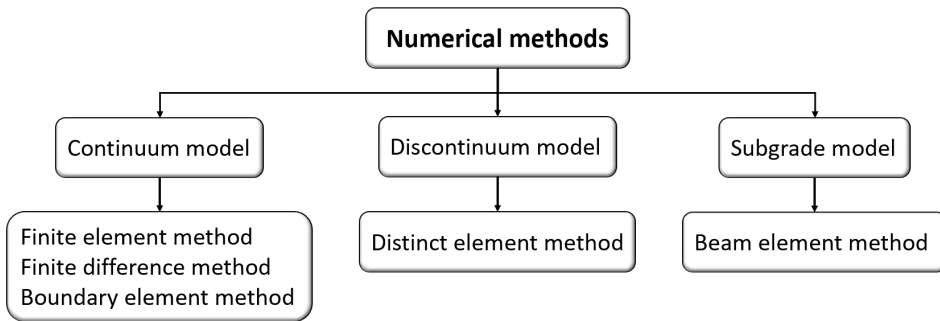 Numerical methods
Continuum model
Discontinuum model
Subgrade model
Finite element method
Finite difference method
Boundary element method
Distinct element method
Beam element method